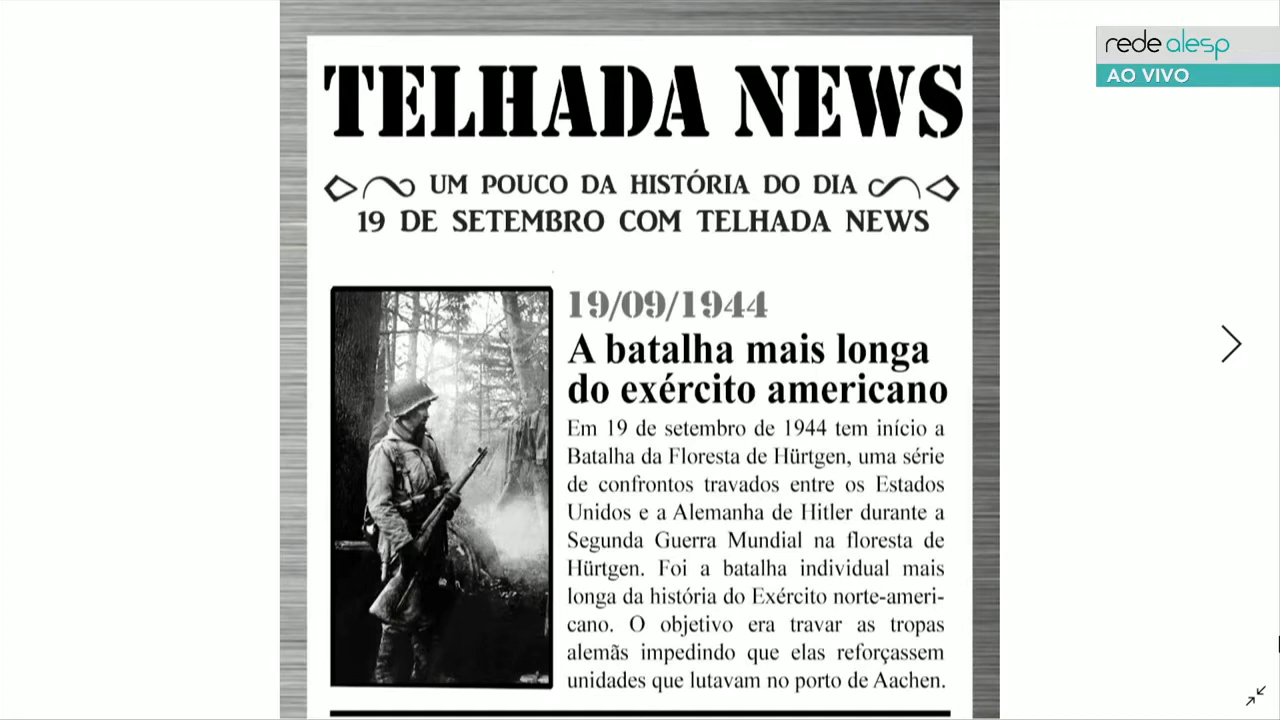 rede alesp
AO VIVO
TELHADA NEWS
UM POUCO DA HISTÓRIA DO DIA
19 DE SETEMBRO COM TELHADA NEWS
19/09/1944
A batalha mais longa
do exército americano
Em 19 de setembro de 1944 tem início a
Batalha da Floresta de Hürtgen, uma série
de confrontos travados entre os Estados
Unidos e a Alemanha de Hitler durante a
Segunda Guerra Mundial na floresta de
Hürtgen. Foi a batalha individual mais
longa da história do Exército norte-ameri-
cano. O objetivo era travar as tropas
alemãs impedindo que elas reforçassem
unidades que lutavam no porto de Aachen.